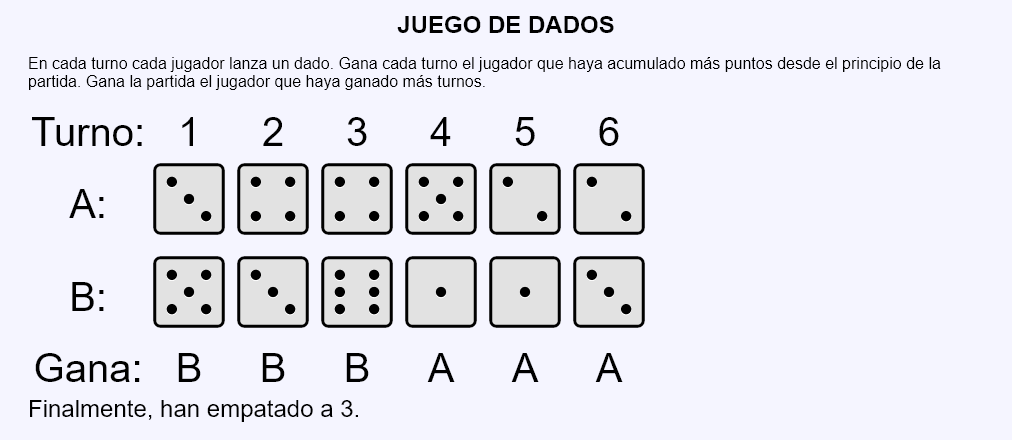 JUEGO DE DADOS
En cada turno cada jugador lanza un dado. Gana cada turno el jugador que haya acumulado más puntos desde el principio de la
partida. Gana la partida el jugador que haya ganado más turnos.
Turno: 1 2 3 4 5 6
A:
B:
Gana: B B B A A A
Finalmente, han empatado a 3.